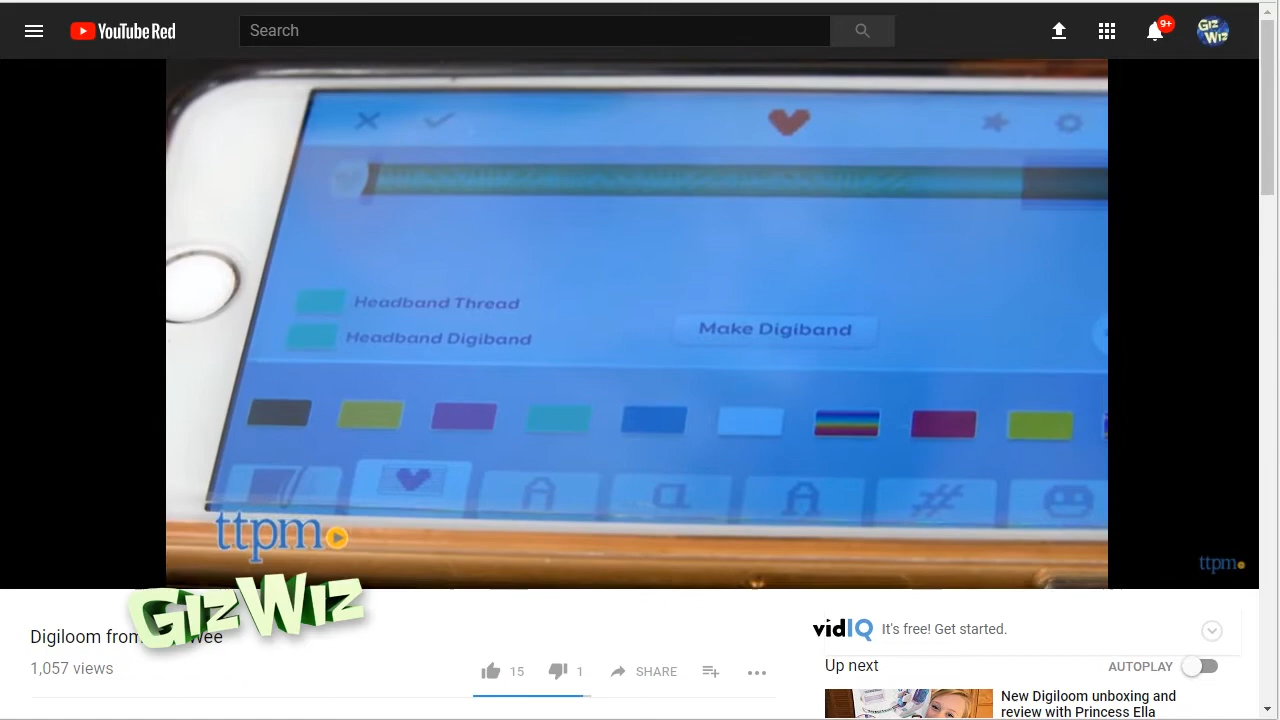 YouTube Red
Search
9+
Giz Wiz
Headband Thread
Headband Digiband
Make Digiband
A
a
A
#
ttpm
ttpm
GizWiz
Digiloom from
wee
1,057 views
15
1
SHARE
vidIQ It's free! Get started.
Up next
AUTOPLAY
New Digiloom unboxing and
review with Princess Ella